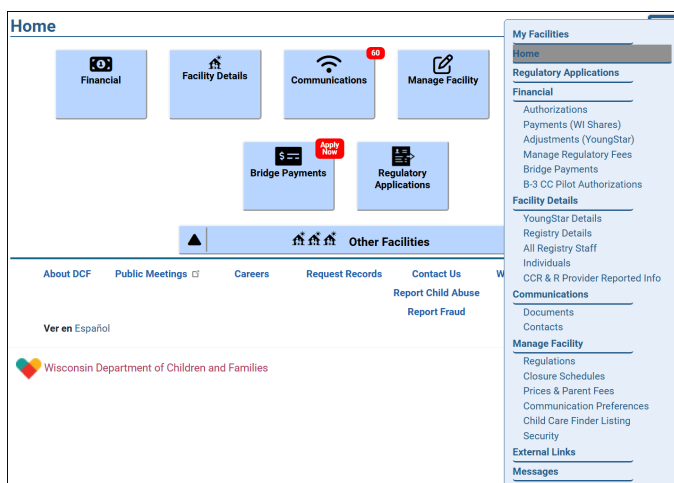 Home
Financial
Facility Details
60
Communications
Manage Facility
Apply
Now
Bridge Payments
Regulatory
Applications
Other Facilities
About DCF
Public Meetings
Careers
Request Records
Contact Us
W
Report Child Abuse
Report Fraud
Ver en Español
Wisconsin Department of Children and Families
My Facilities
Home
Regulatory Applications
Financial
Authorizations
Payments (WI Shares)
Adjustments (YoungStar)
Manage Regulatory Fees
Bridge Payments
B-3 CC Pilot Authorizations
Facility Details
YoungStar Details
Registry Details
All Registry Staff
Individuals
CCR & R Provider Reported Info
Communications
Documents
Contacts
Manage Facility
Regulations
Closure Schedules
Prices & Parent Fees
Communication Preferences
Child Care Finder Listing
Security
External Links
Messages